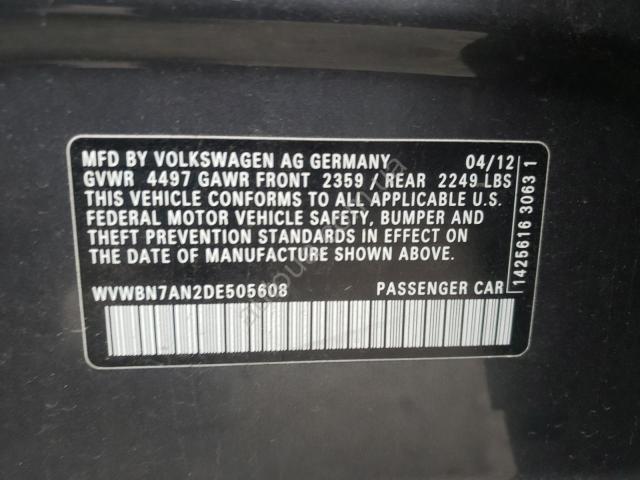 MFD BY VOLKSWAGEN AG GERMANY 04/12
GVWR 4497 GAWR FRONT 2359 / REAR 2249 LBS
THIS VEHICLE CONFORMS TO ALL APPLICABLE U.S.
FEDERAL MOTOR VEHICLE SAFETY, BUMPER AND
THEFT PREVENTION STANDARDS IN EFFECT ON
THE DATE OF MANUFACTURE SHOWN ABOVE.
WVWBN7AN2DE505608 PASSENGER CAR
1425616 30631